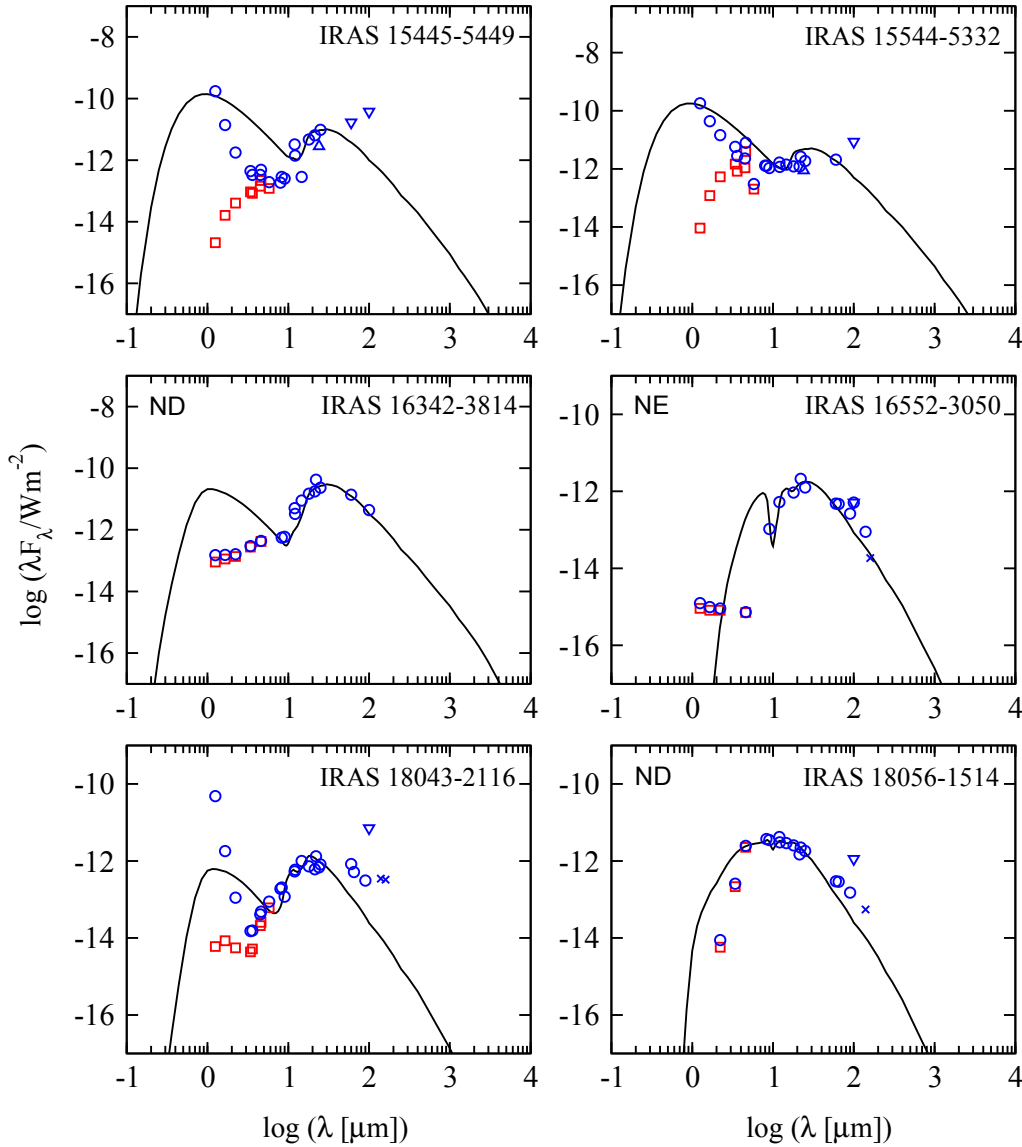 IRAS 15445-5449
-8
-10
-12
-14
-16
-1 0 1 2 3 4
IRAS 15544-5332
-8
-10
-12
-14
-16
-1 0 1 2 3 4
ND IRAS 16342-3814
-8
-10
-12
-14
-16
-1 0 1 2 3 4
NE IRAS 16552-3050
-10
-12
-14
-16
-1 0 1 2 3 4
log (λF_λ/Wm^-2)
IRAS 18043-2116
-10
-12
-14
-16
-1 0 1 2 3 4
log (λ [μm])
ND IRAS 18056-1514
-10
-12
-14
-16
-1 0 1 2 3 4
log (λ [μm])